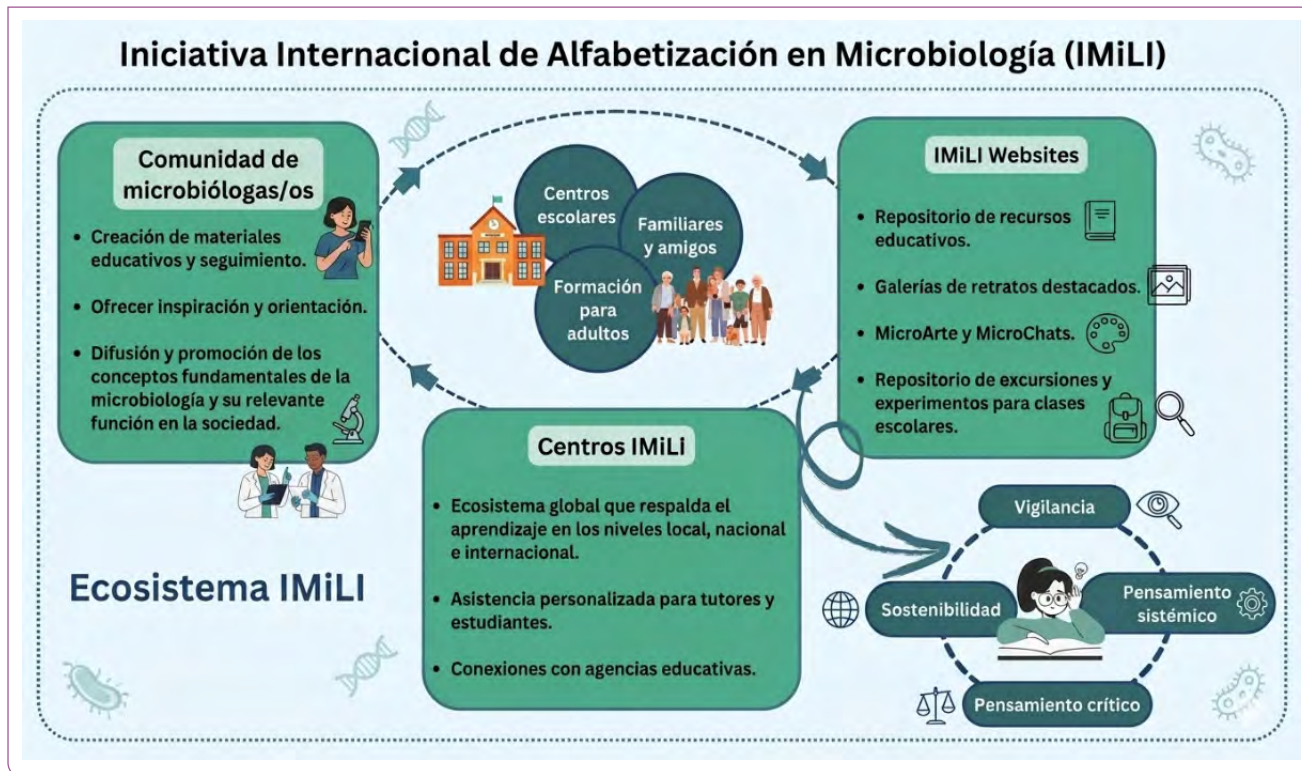 Iniciativa Internacional de Alfabetización en Microbiología (IMiLI)
Comunidad de
microbiólogas/os
• Creación de materiales
educativos y seguimiento.
• Ofrecer inspiración y orientación.
• Difusión y promoción de los
conceptos fundamentales de la
microbiología y su relevante
función en la sociedad.
Centros
escolares
Familiares
y amigos
Formación
para
adultos
IMiLI Websites
• Repositorio de recursos
educativos.
• Galerías de retratos destacados.
• MicroArte y MicroChats.
• Repositorio de excursiones y
experimentos para clases
escolares.
Centros IMiLi
• Ecosistema global que respalda el
aprendizaje en los niveles local, nacional
e internacional.
• Asistencia personalizada para tutores y
estudiantes.
• Conexiones con agencias educativas.
Ecosistema IMiLI
Vigilancia
Sostenibilidad
Pensamiento
sistémico
Pensamiento crítico